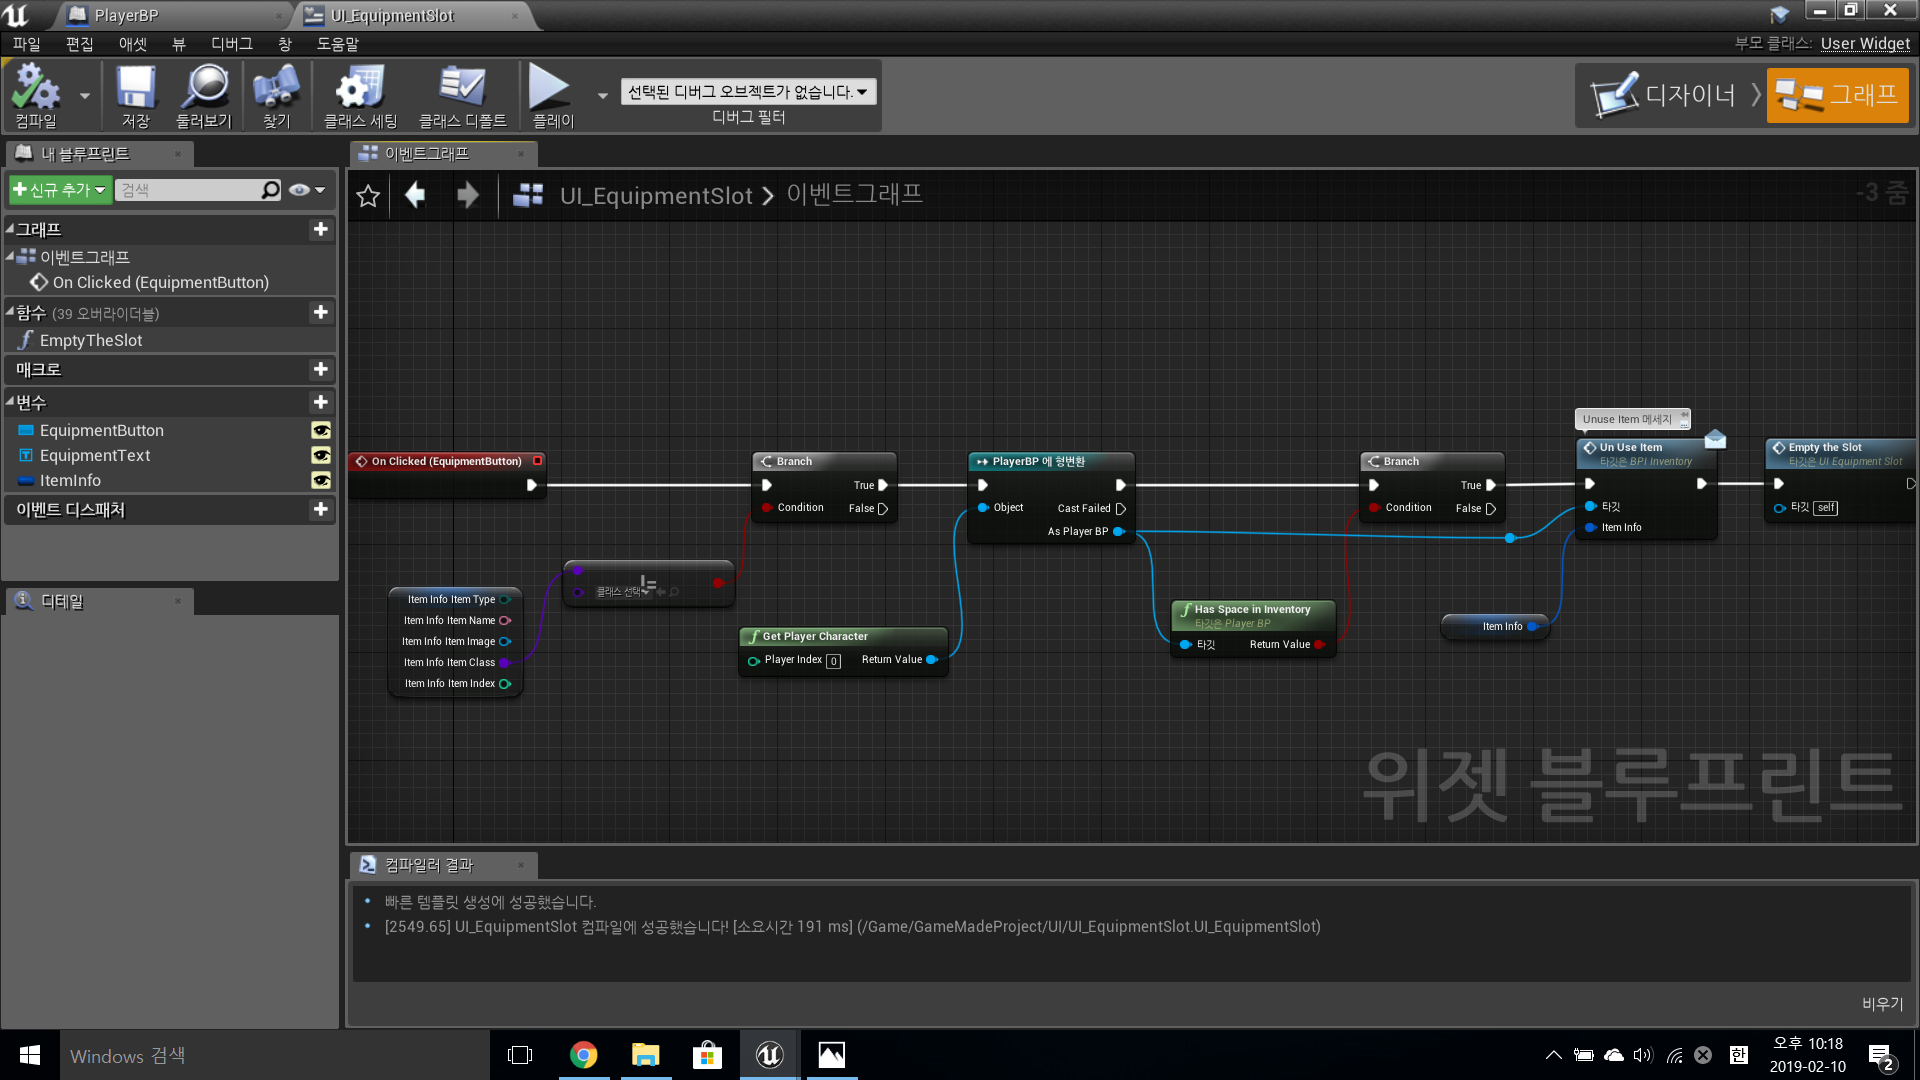 PlayerBP
UI_EquipmentSlot
파일 편집 애셋 뷰 디버그 창 도움말
부모 클래스: User Widget
컴파일
저장
둘러보기
찾기
클래스 세팅
클래스 디폴트
플레이
선택된 디버그 오브젝트가 없습니다.
디버그 필터
디자이너
그래프
내 블루프린트
신규 추가
검색
그래프
이벤트그래프
On Clicked (EquipmentButton)
함수 (39 오버라이더블)
EmptyTheSlot
매크로
변수
EquipmentButton
EquipmentText
ItemInfo
이벤트 디스패처
디테일
이벤트그래프
UI_EquipmentSlot > 이벤트그래프
-3 줌
On Clicked (EquipmentButton)
Item Info Item Type
Item Info Item Name
Item Info Item Image
Item Info Item Class
Item Info Item Index
!=
클래스 선택
Branch
True
Condition
False
Get Player Character
Player Index 0
Return Value
PlayerBP 에 형변환
Object
Cast Failed
As Player BP
Has Space in Inventory
타깃은 Player BP
타깃
Return Value
Branch
True
Condition
False
Item Info
Unuse Item 메세지
Un Use Item
타깃은 BPI Inventory
타깃
Item Info
Empty the Slot
타깃은 UI Equipment Slot
타깃 self
위젯 블루프린트
컴파일러 결과
빠른 템플릿 생성에 성공했습니다.
[2549.65] UI_EquipmentSlot 컴파일에 성공했습니다! [소요시간 191 ms] (/Game/GameMadeProject/UI/UI_EquipmentSlot.UI_EquipmentSlot)
비우기
Windows 검색
한
오후 10:18
2019-02-10
2